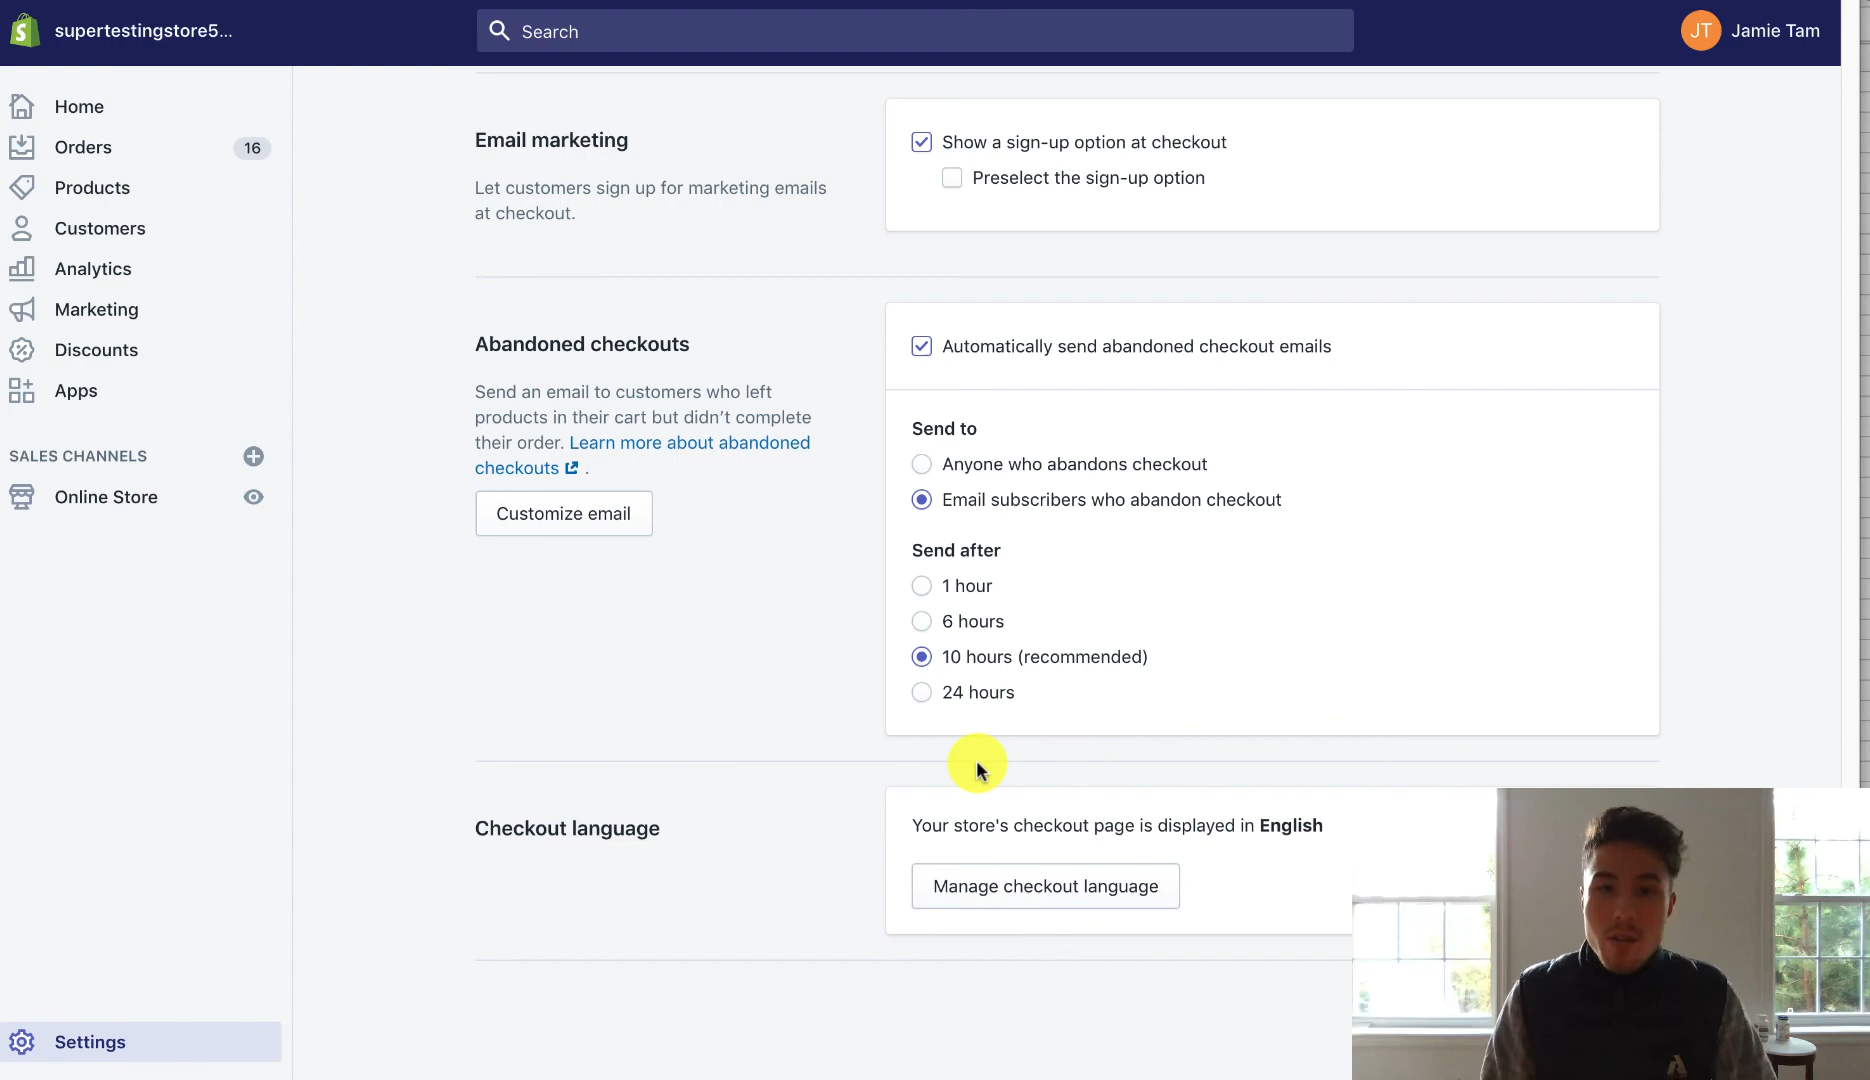 supertestingstore5...
Search
JT Jamie Tam
Home
Orders 16
Products
Customers
Analytics
Marketing
Discounts
Apps
SALES CHANNELS
Online Store
Settings
Email marketing
Let customers sign up for marketing emails
at checkout.
Show a sign-up option at checkout
Preselect the sign-up option
Abandoned checkouts
Send an email to customers who left
products in their cart but didn’t complete
their order. Learn more about abandoned
checkouts .
Customize email
Automatically send abandoned checkout emails
Send to
Anyone who abandons checkout
Email subscribers who abandon checkout
Send after
1 hour
6 hours
10 hours (recommended)
24 hours
Checkout language
Your store's checkout page is displayed in English
Manage checkout language